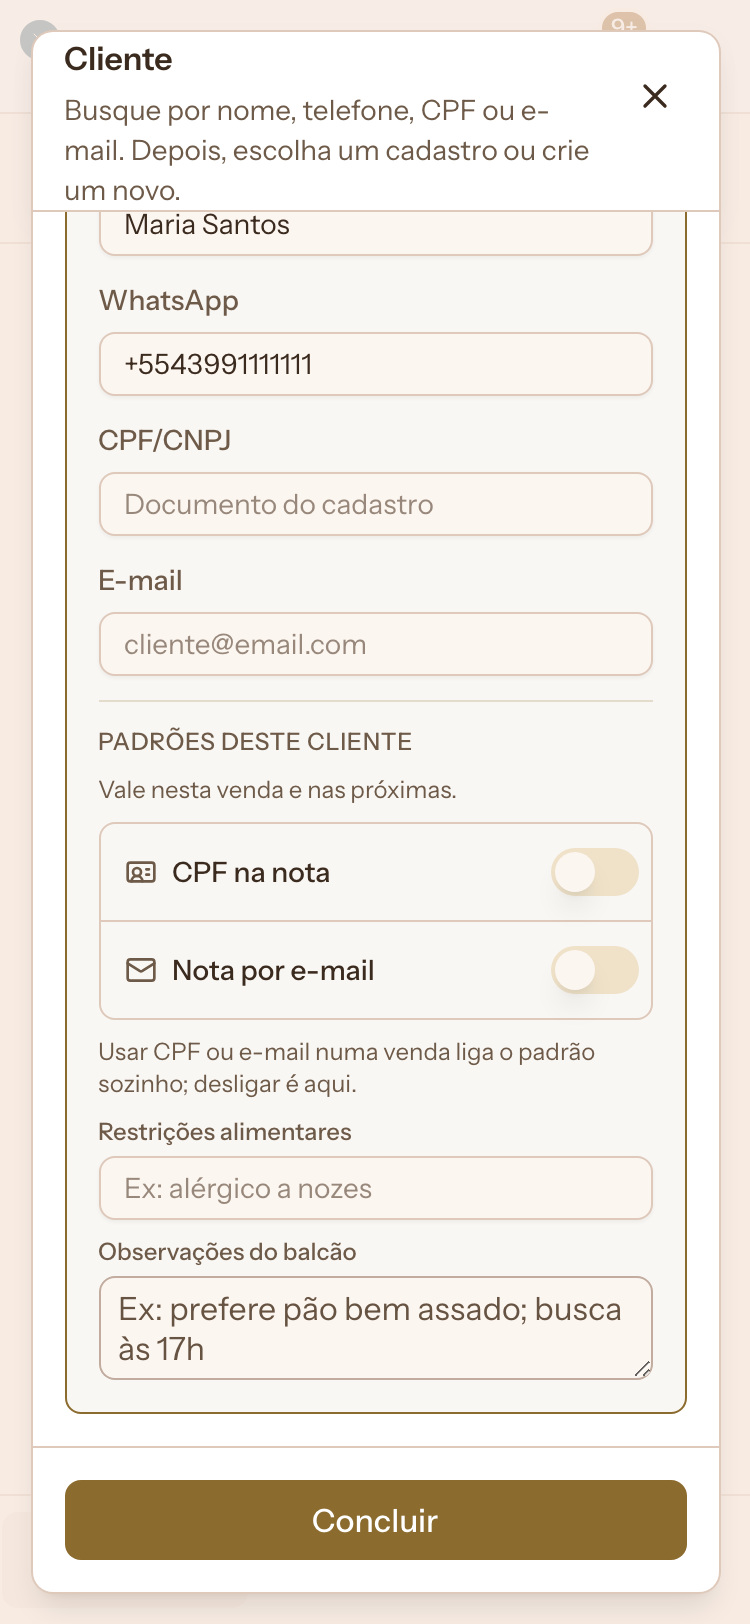 9+
Cliente
Busque por nome, telefone, CPF ou e-
mail. Depois, escolha um cadastro ou crie
um novo.
Maria Santos
WhatsApp
+5543991111111
CPF/CNPJ
Documento do cadastro
E-mail
cliente@email.com
PADRÕES DESTE CLIENTE
Vale nesta venda e nas próximas.
CPF na nota
Nota por e-mail
Usar CPF ou e-mail numa venda liga o padrão
sozinho; desligar é aqui.
Restrições alimentares
Ex: alérgico a nozes
Observações do balcão
Ex: prefere pão bem assado; busca
às 17h
Concluir